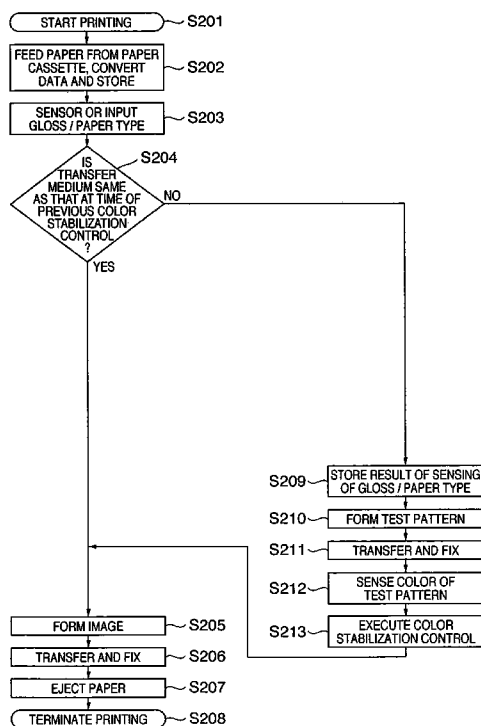 START PRINTING
S201
FEED PAPER FROM PAPER
CASSETTE, CONVERT
DATA AND STORE
S202
SENSOR OR INPUT
GLOSS / PAPER TYPE
S203
S204
IS
TRANSFER
MEDIUM SAME
AS THAT AT TIME OF
PREVIOUS COLOR
STABILIZATION
CONTROL
?
NO
YES
S209
STORE RESULT OF SENSING
OF GLOSS / PAPER TYPE
S210
FORM TEST PATTERN
S211
TRANSFER AND FIX
S212
SENSE COLOR OF
TEST PATTERN
S213
EXECUTE COLOR
STABILIZATION CONTROL
FORM IMAGE
S205
TRANSFER AND FIX
S206
EJECT PAPER
S207
TERMINATE PRINTING
S208